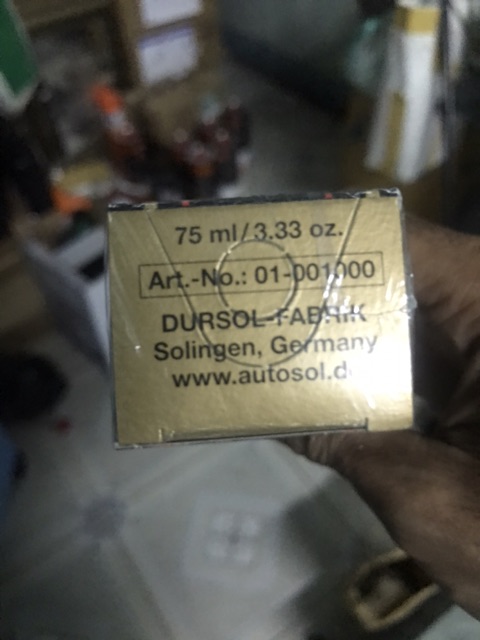 75 ml/3.33 oz.
Art.-No.: 01-001000
DURSOL-FABRIK
Solingen, Germany
www.autosol.de